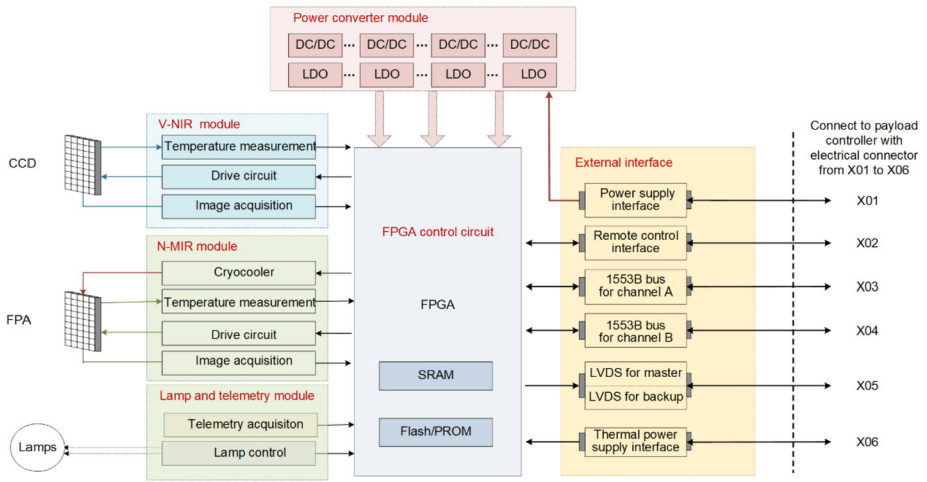 Power converter module
DC/DC ... DC/DC ... DC/DC ... DC/DC
LDO ... LDO ... LDO ... LDO
V-NIR module
CCD
Temperature measurement
Drive circuit
Image acquisition
N-MIR module
FPA
Cryocooler
Temperature measurement
Drive circuit
Image acquisition
Lamp and telemetry module
Telemetry acquisiton
Lamps
Lamp control
FPGA control circuit
FPGA
SRAM
Flash/PROM
External interface
Power supply
interface
Remote control
interface
1553B bus
for channel A
1553B bus
for channel B
LVDS for master
LVDS for backup
Thermal power
supply interface
Connect to payload
controller with
electrical connector
from X01 to X06
X01
X02
X03
X04
X05
X06